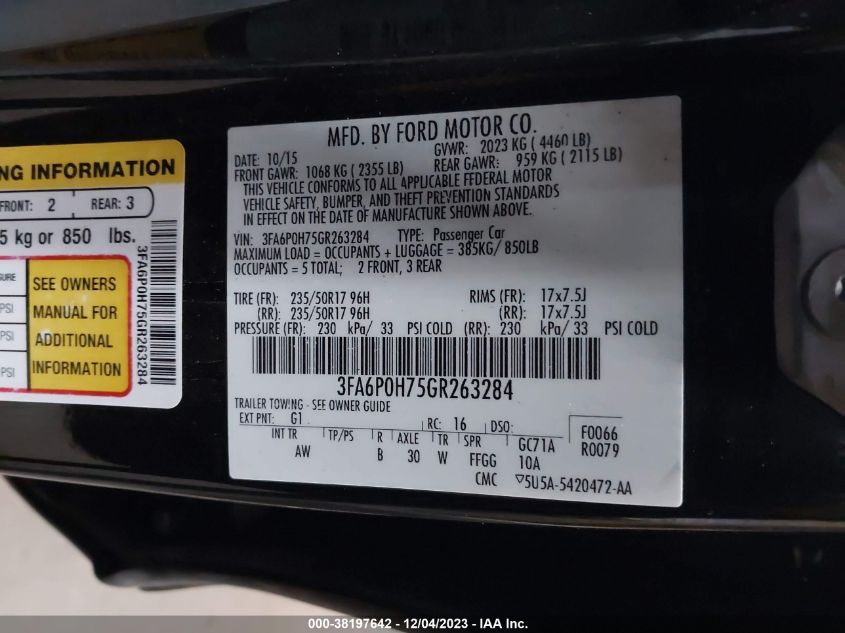 NG INFORMATION
FRONT: 2 REAR: 3
5 kg or 850 lbs.
PSI
PSI
PSI
SEE OWNERS
MANUAL FOR
ADDITIONAL
INFORMATION
3FA6P0H75GR263284
MFD. BY FORD MOTOR CO.
DATE: 10/15 GVWR: 2023 KG ( 4460 LB)
FRONT GAWR: 1068 KG ( 2355 LB) REAR GAWR: 959 KG ( 2115 LB)
THIS VEHICLE CONFORMS TO ALL APPLICABLE FEDERAL MOTOR
VEHICLE SAFETY, BUMPER, AND THEFT PREVENTION STANDARDS
IN EFFECT ON THE DATE OF MANUFACTURE SHOWN ABOVE.
VIN: 3FA6P0H75GR263284 TYPE: Passenger Car
MAXIMUM LOAD = OCCUPANTS + LUGGAGE = 385KG/ 850LB
OCCUPANTS = 5 TOTAL; 2 FRONT, 3 REAR
TIRE (FR): 235/50R17 96H RIMS (FR): 17x7.5J
(RR): 235/50R17 96H (RR): 17x7.5J
PRESSURE (FR): 230 kPa/ 33 PSI COLD (RR): 230 kPa/ 33 PSI COLD
3FA6P0H75GR263284
TRAILER TOWING - SEE OWNER GUIDE
EXT PNT: G1 RC: 16 DSO:
INT TR TP/PS R AXLE TR SPR GC71A F0066
AW B 30 W FFGG 10A R0079
CMC ▽5U5A-5420472-AA
000-38197642 - 12/04/2023 - IAA Inc.